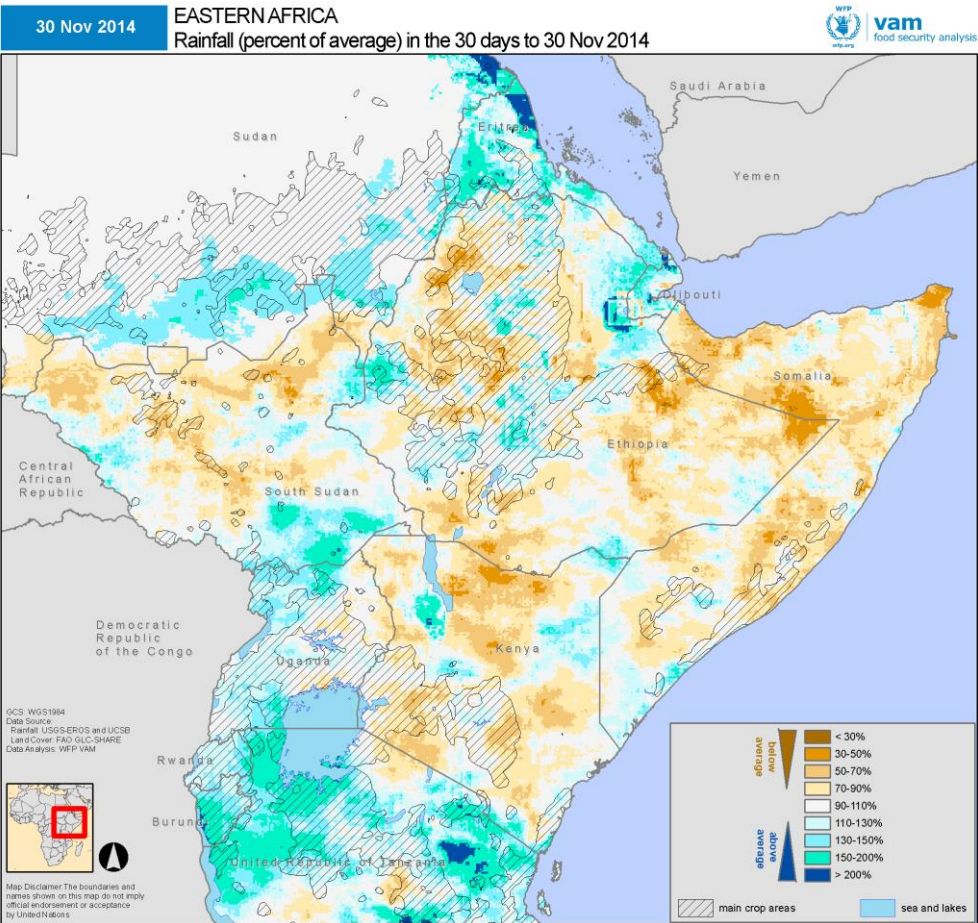 30 Nov 2014
EASTERN AFRICA
Rainfall (percent of average) in the 30 days to 30 Nov 2014
WFP
wfp.org
vam
food security analysis
Saudi Arabia
Sudan
Eritrea
Yemen
Djibouti
Somalia
Ethiopia
Central
African
Republic
South Sudan
Democratic
Republic
of the Congo
Kenya
Uganda
GCS: WGS1984
Data Source:
Rainfall: USGS-EROS and UCSB
Land Cover: FAO GLC-SHARE
Data Analysis: WFP VAM
Rwanda
Burundi
United Republic of Tanzania
Map Disclaimer:The boundaries and
names shown on this map do not imply
official endorsement or acceptance
by United Nations
below
average
above
average
< 30%
30-50%
50-70%
70-90%
90-110%
110-130%
130-150%
150-200%
> 200%
main crop areas
sea and lakes